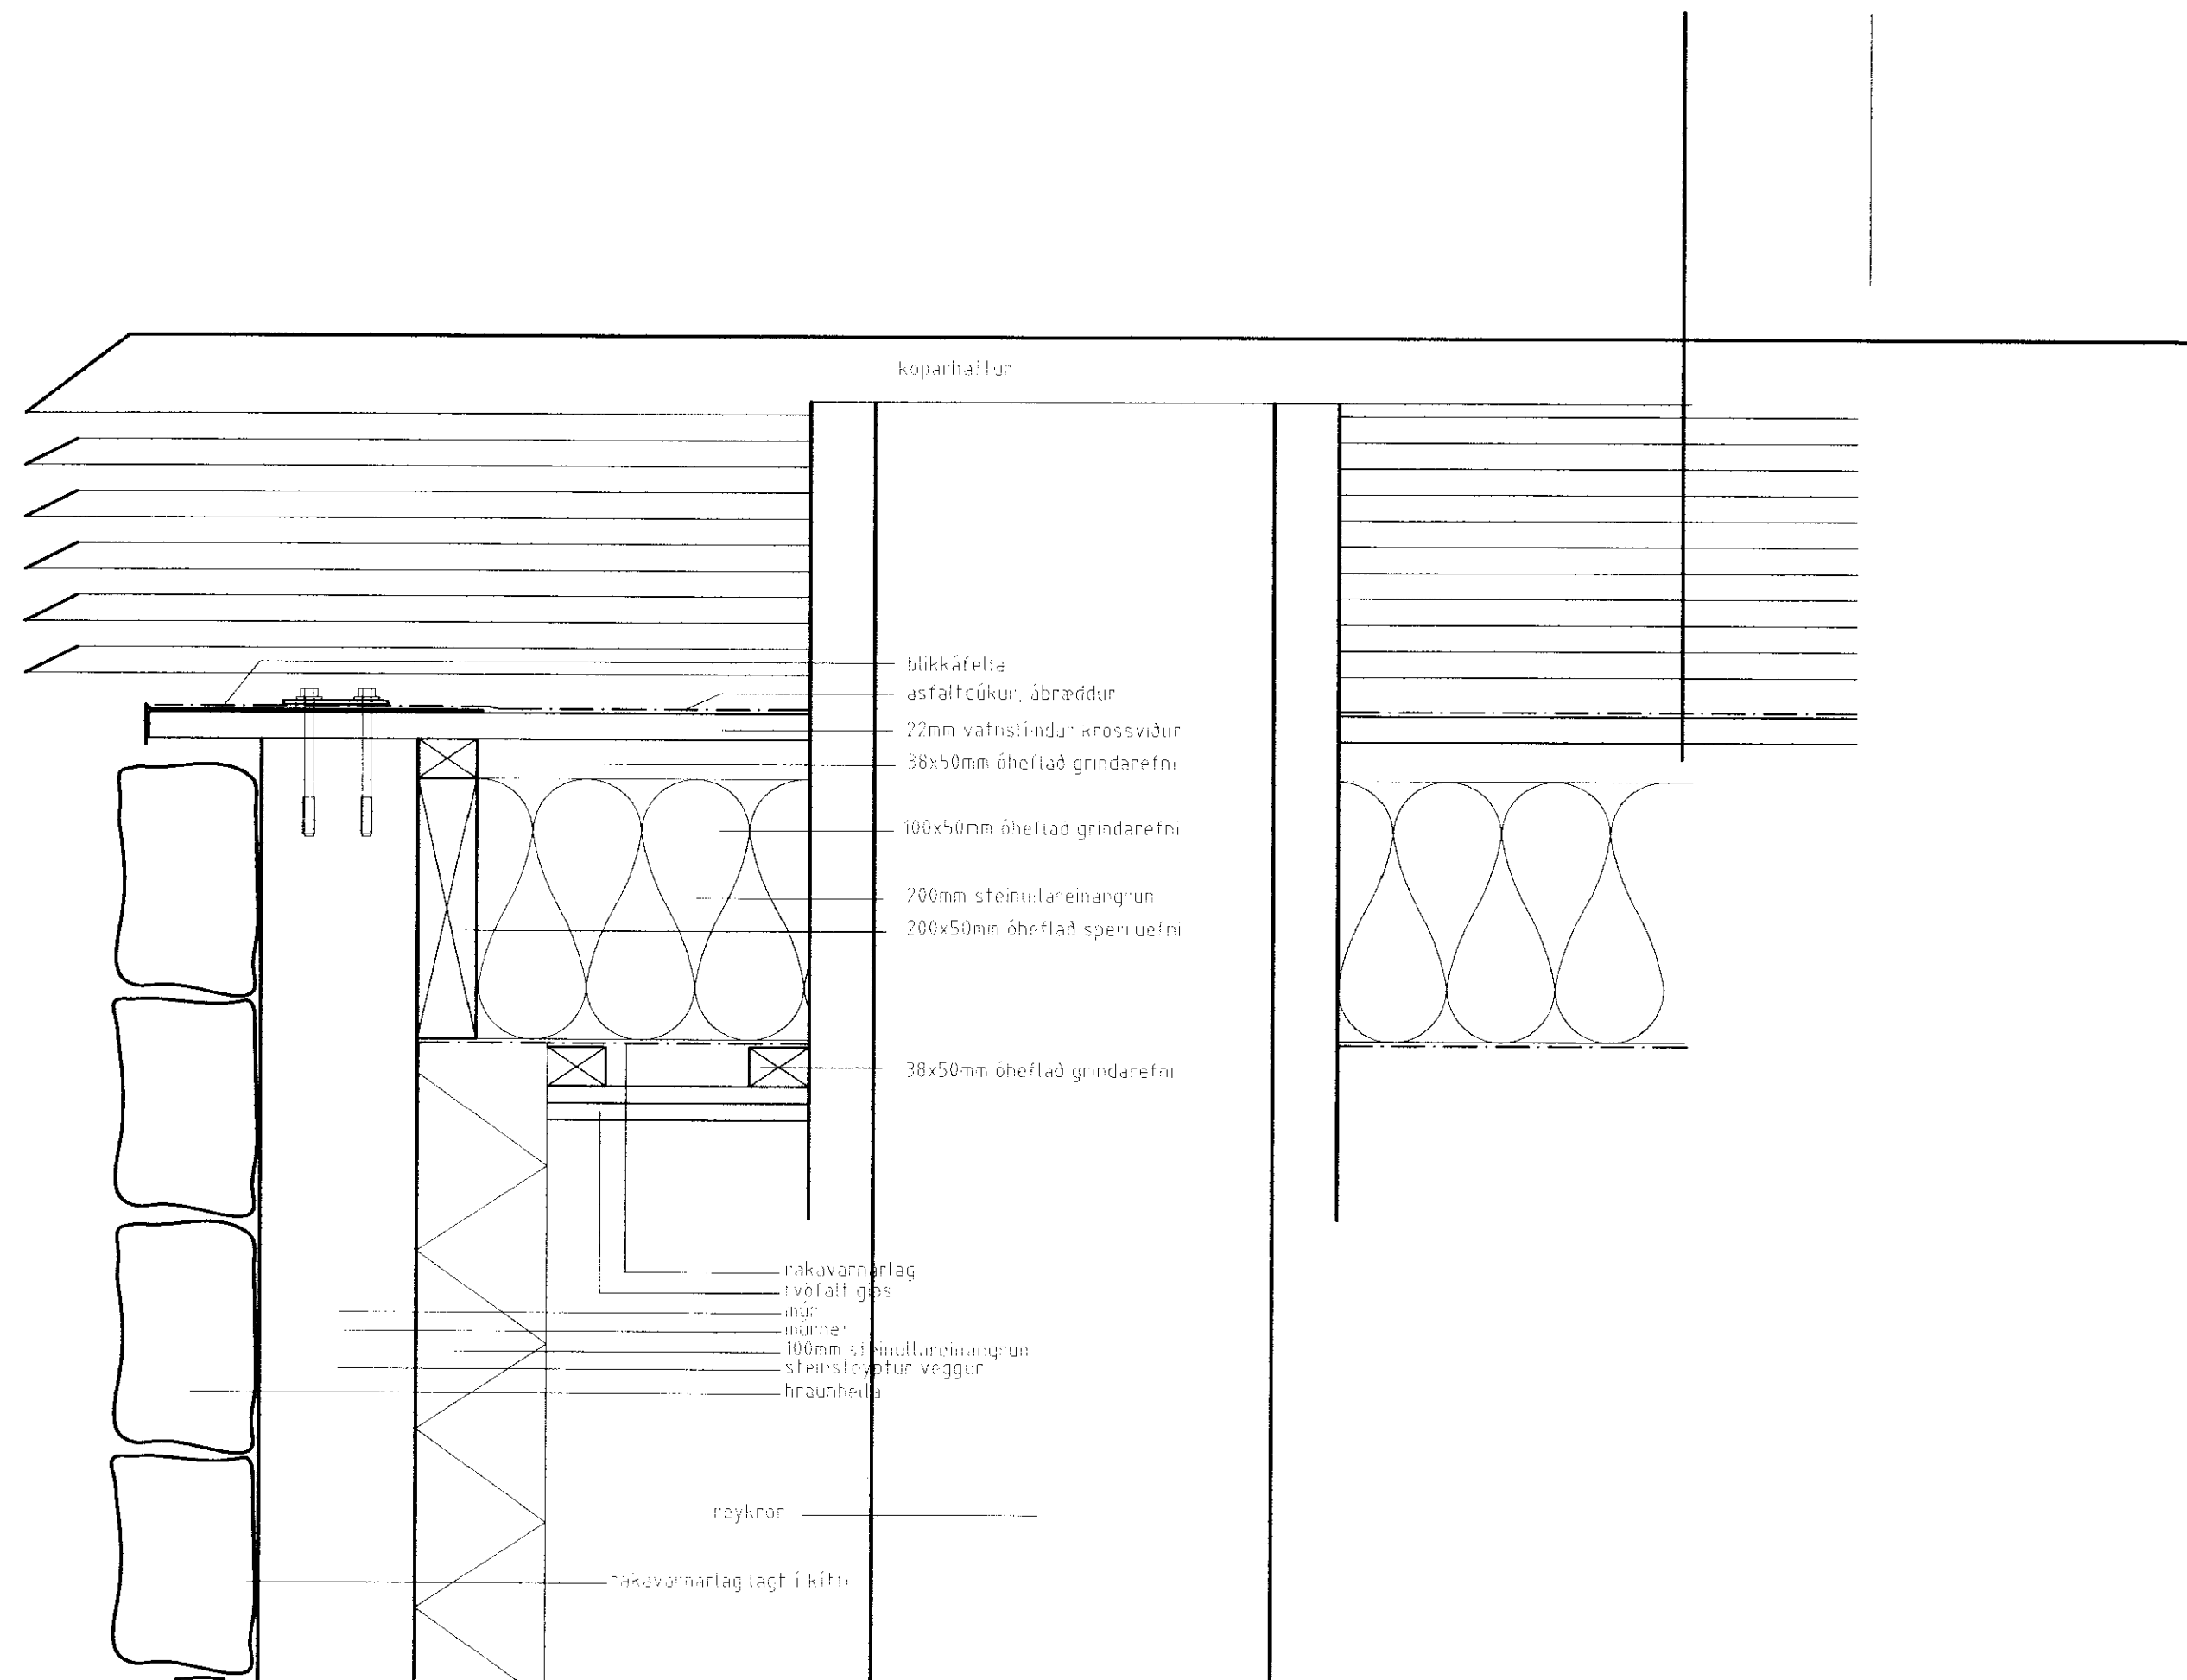 koparhattur
blikkáfella
asfaltdúkur, ábræddur
22mm vatnslímdur krossviður
38x50mm óheflað grindarefni
100x50mm óheflað grindarefni
200mm steinullareinangrun
200x50mm óheflað sperruefni
38x50mm óheflað grindarefni
rakavarnarlag
tvöfalt gips
múr
múrnet
100mm steinullareinangrun
steinsteyptur veggur
hraunhella
reykrör
rakavarnarlag lagt í kítti